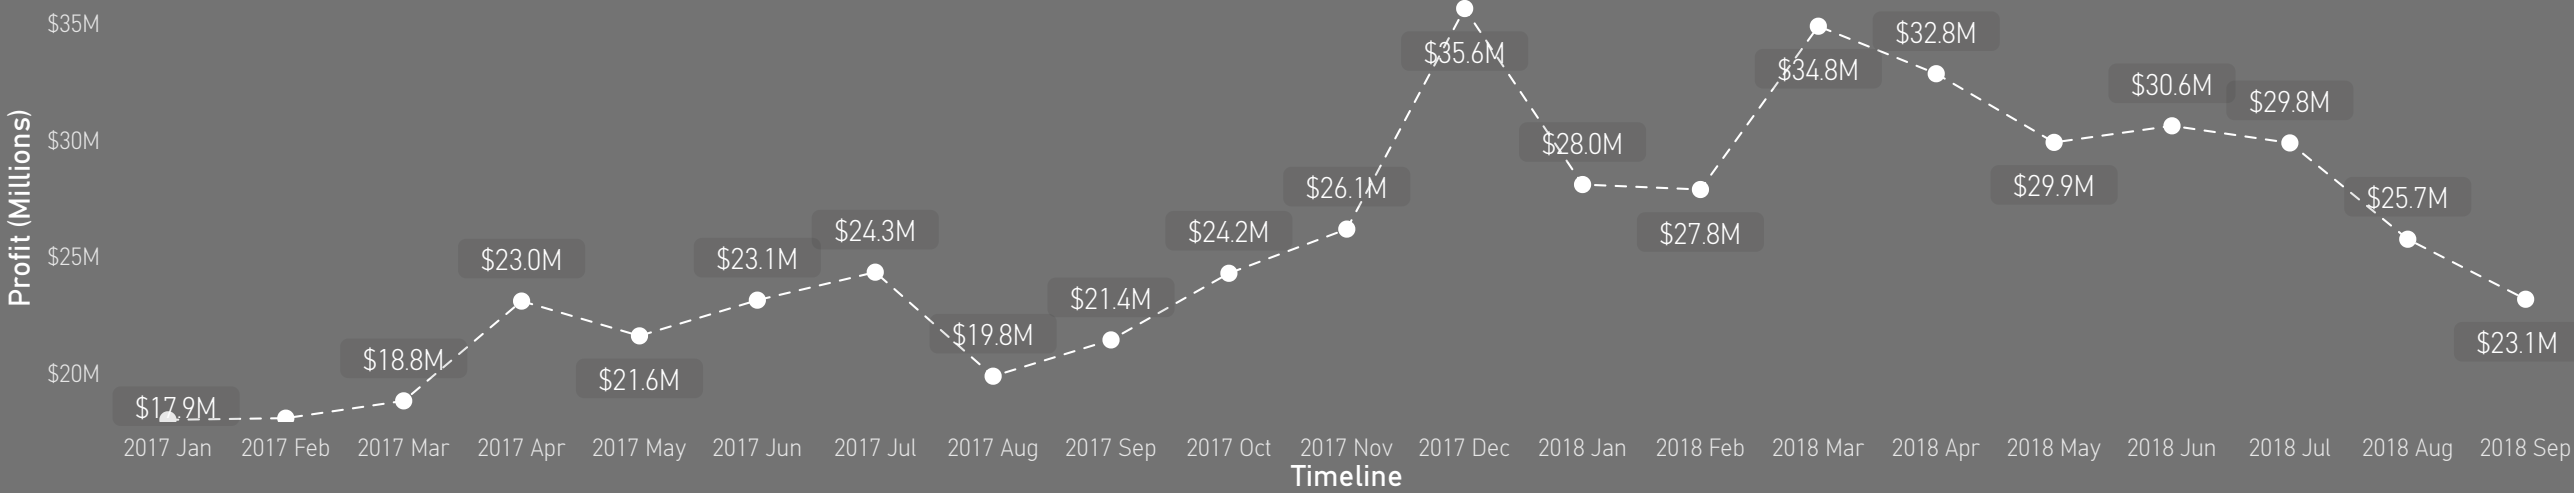 $35M
$30M
$25M
$20M
Profit (Millions)
$17.9M
$18.8M
$23.0M
$21.6M
$23.1M
$24.3M
$19.8M
$21.4M
$24.2M
$26.1M
$35.6M
$28.0M
$27.8M
$34.8M
$32.8M
$29.9M
$30.6M
$29.8M
$25.7M
$23.1M
2017 Jan 2017 Feb 2017 Mar 2017 Apr 2017 May 2017 Jun 2017 Jul 2017 Aug 2017 Sep 2017 Oct 2017 Nov 2017 Dec 2018 Jan 2018 Feb 2018 Mar 2018 Apr 2018 May 2018 Jun 2018 Jul 2018 Aug 2018 Sep
Timeline